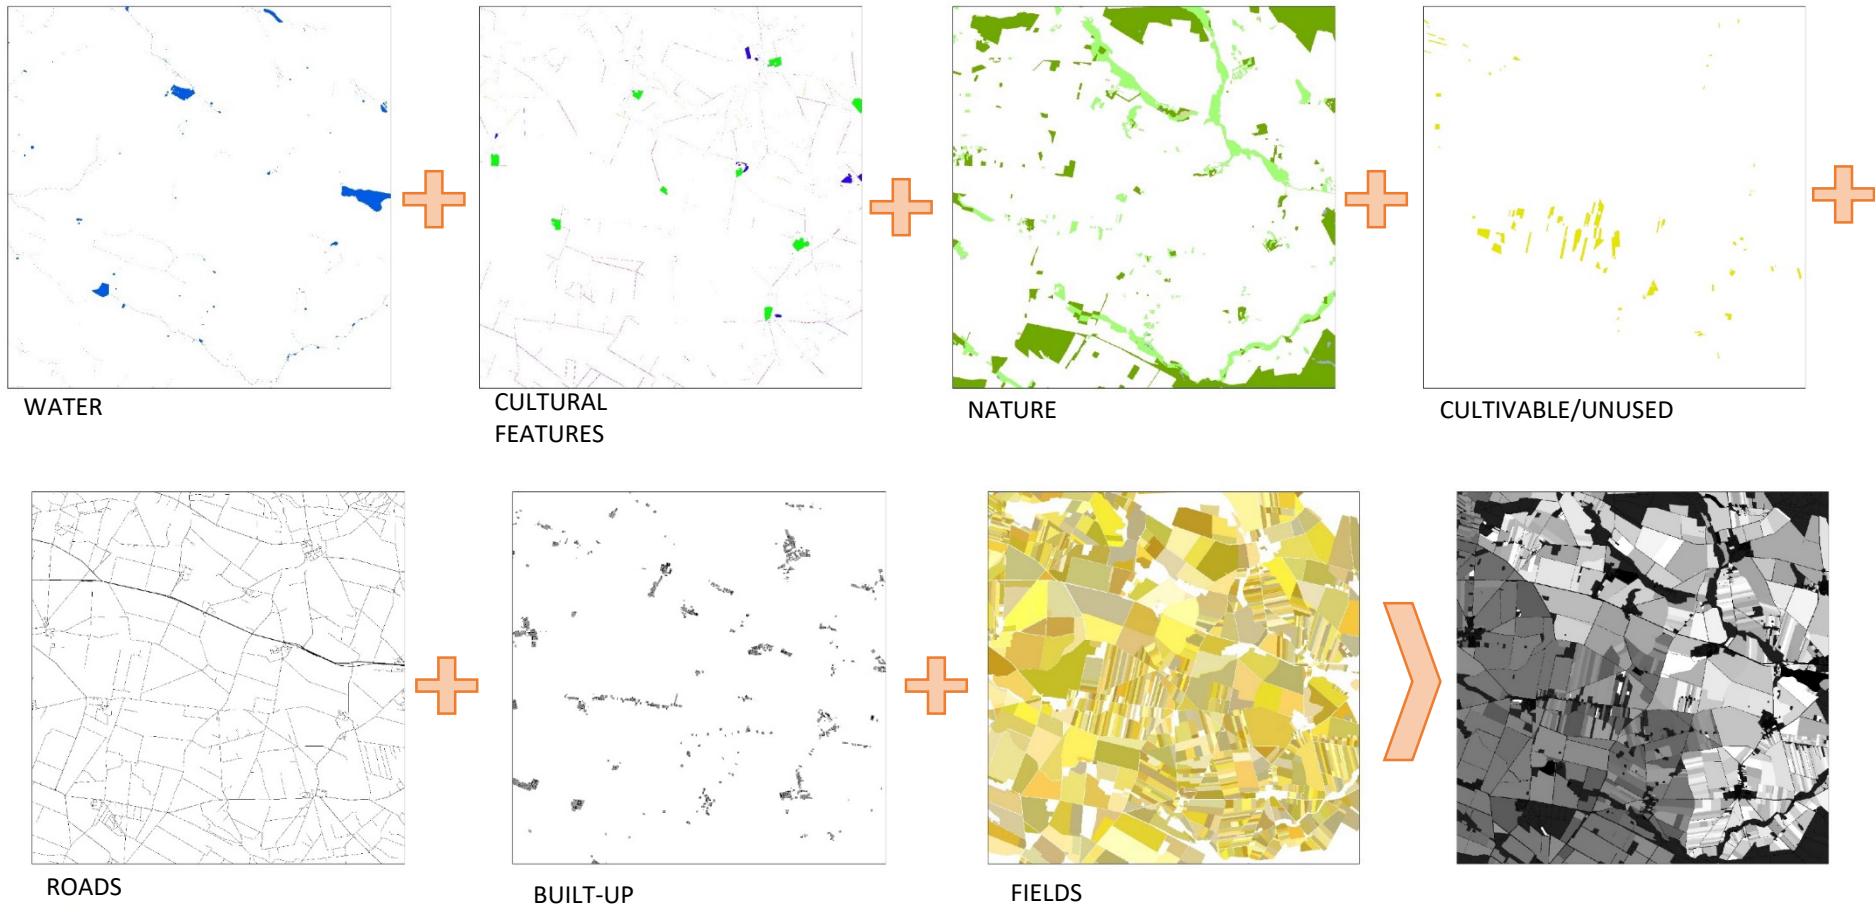 WATER
CULTURAL
FEATURES
NATURE
CULTIVABLE/UNUSED
ROADS
BUILT-UP
FIELDS